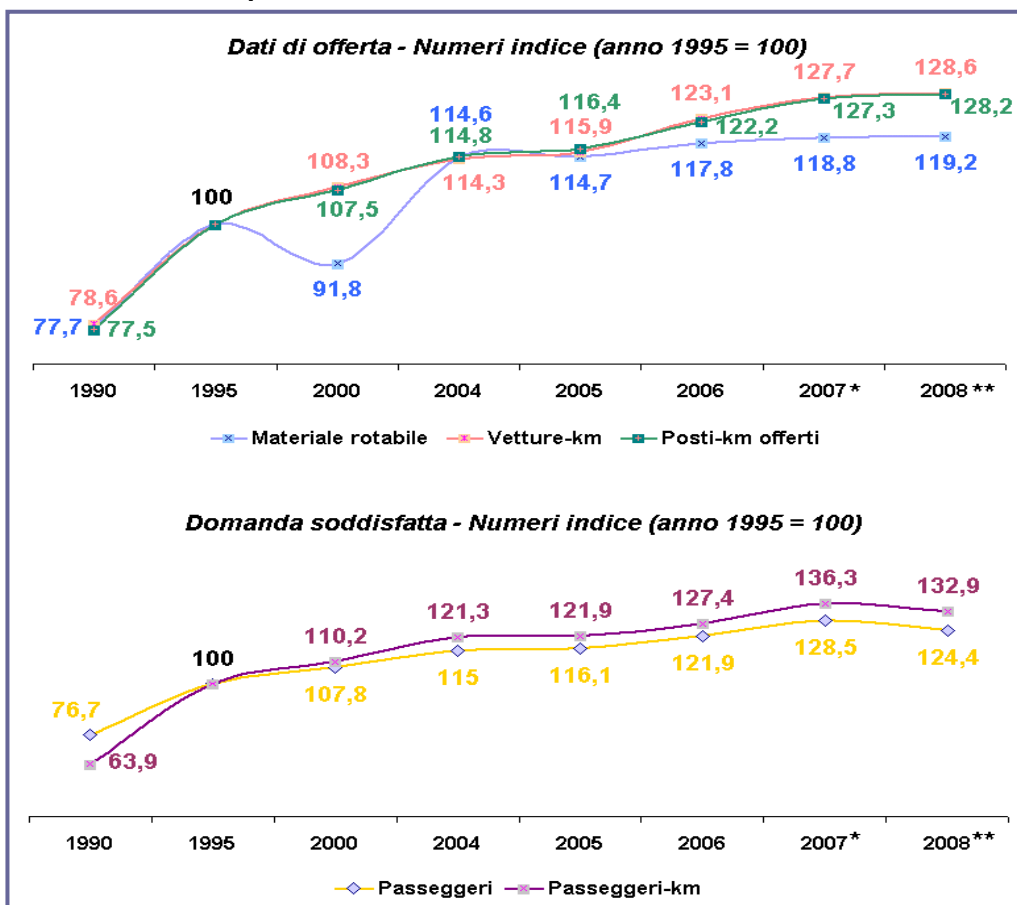 Dati di offerta - Numeri indice (anno 1995 = 100)
127,7 128,6
123,1
114,6 116,4
127,3 128,2
114,8 115,9 122,2
108,3
100 114,3 114,7 117,8 118,8 119,2
107,5
91,8
78,6
77,7 77,5
1990 1995 2000 2004 2005 2006 2007* 2008**
Materiale rotabile Vetture-km Posti-km offerti
Domanda soddisfatta - Numeri indice (anno 1995 = 100)
136,3 132,9
121,3 121,9 127,4
110,2
100
128,5 124,4
107,8 115 116,1 121,9
76,7
63,9
1990 1995 2000 2004 2005 2006 2007* 2008**
Passeggeri Passeggeri-km